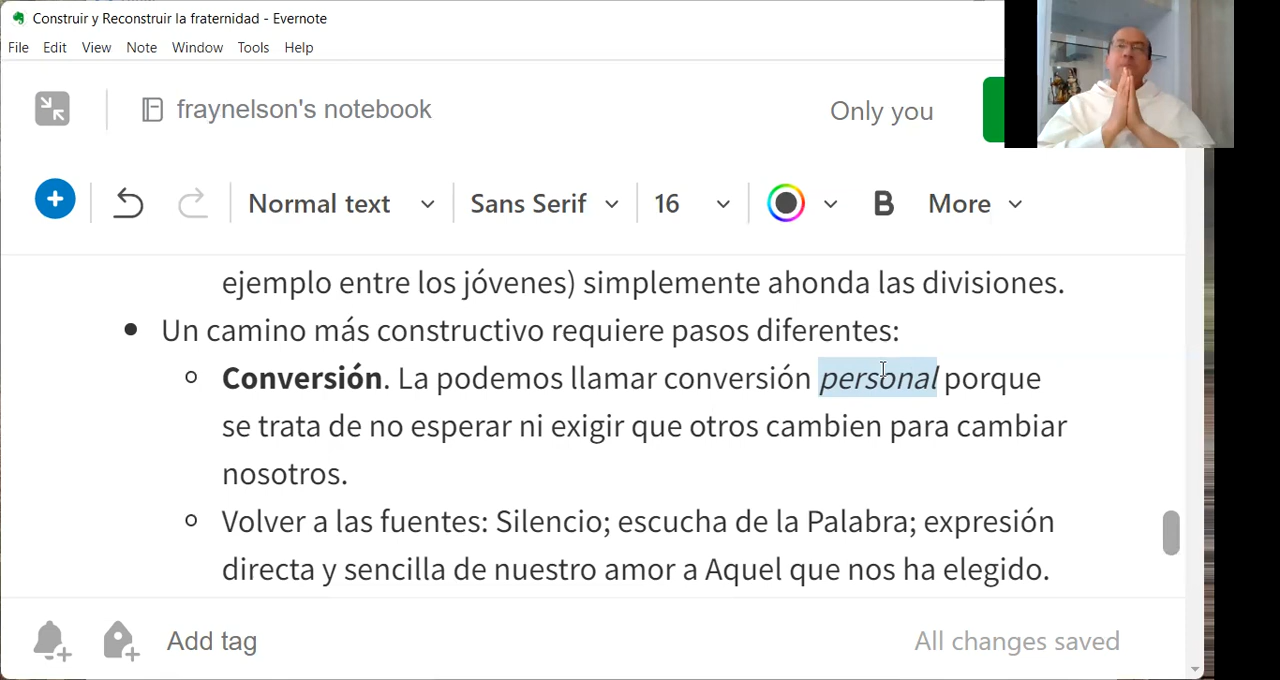 Construir y Reconstruir la fraternidad - Evernote
File Edit View Note Window Tools Help
fraynelson's notebook
Only you
Normal text
Sans Serif
16
B
More
ejemplo entre los jóvenes) simplemente ahonda las divisiones.
Un camino más constructivo requiere pasos diferentes:
Conversión. La podemos llamar conversión personal porque
se trata de no esperar ni exigir que otros cambien para cambiar
nosotros.
Volver a las fuentes: Silencio; escucha de la Palabra; expresión
directa y sencilla de nuestro amor a Aquel que nos ha elegido.
Add tag
All changes saved